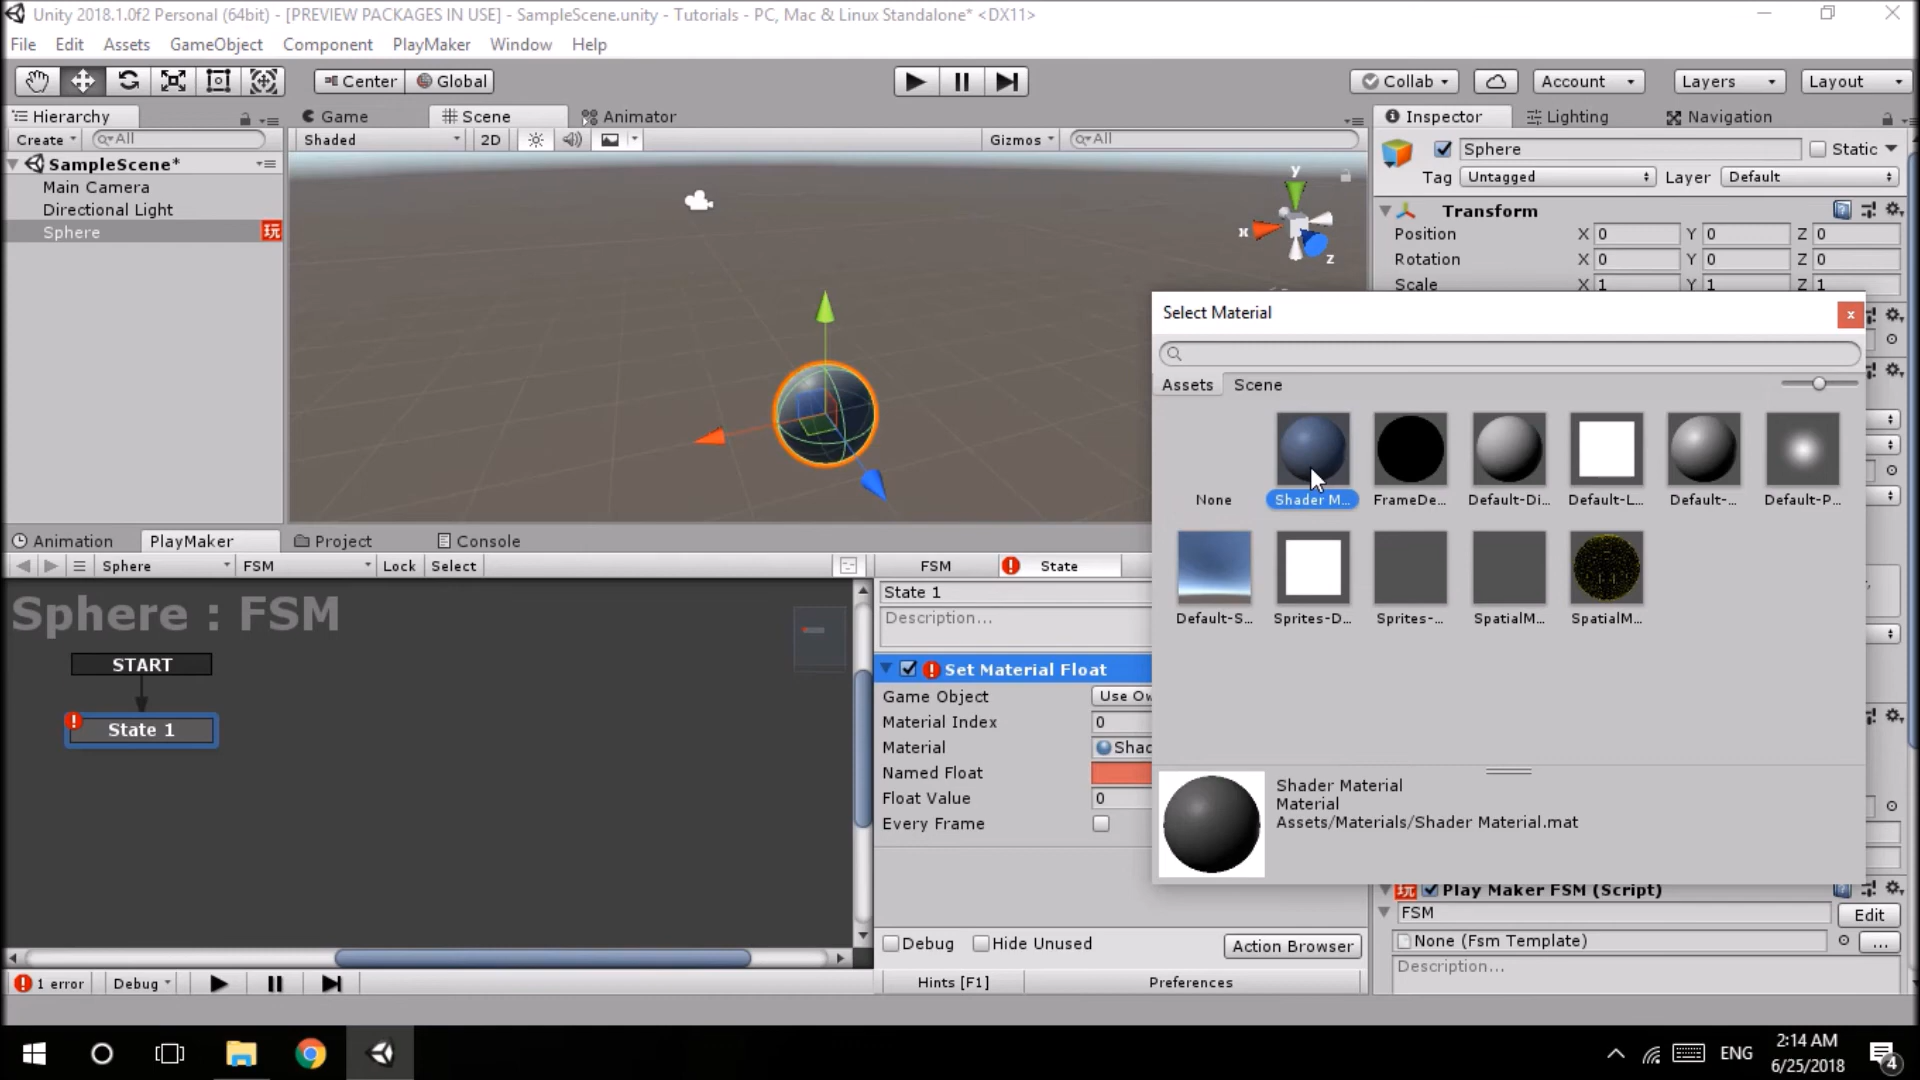 Unity 2018.1.0f2 Personal (64bit) - [PREVIEW PACKAGES IN USE] - SampleScene.unity - Tutorials - PC, Mac & Linux Standalone* <DX11>
File Edit Assets GameObject Component PlayMaker Window Help
Center Global Collab Account Layers Layout
Hierarchy Game Scene Animator Inspector Lighting Navigation
Create All Shaded 2D Gizmos All
SampleScene*
Main Camera
Directional Light
Sphere 玩
y
x
z
Sphere Static
Tag Untagged Layer Default
Transform
Position X 0 Y 0 Z 0
Rotation X 0 Y 0 Z 0
Scale X 1 Y 1 Z 1
Select Material
Assets Scene
None Shader M... FrameDe... Default-Di... Default-L... Default-... Default-P...
Default-S... Sprites-D... Sprites-... SpatialM... SpatialM...
Shader Material
Material
Assets/Materials/Shader Material.mat
Animation PlayMaker Project Console
Sphere FSM Lock Select
FSM State
Sphere : FSM
START
State 1
State 1
Description...
Set Material Float
Game Object Use Ow
Material Index 0
Material Shad
Named Float
Float Value 0
Every Frame
Debug Hide Unused Action Browser
Hints [F1] Preferences
玩 Play Maker FSM (Script)
FSM Edit
None (Fsm Template) ...
Description...
1 error Debug
ENG
2:14 AM
6/25/2018
4